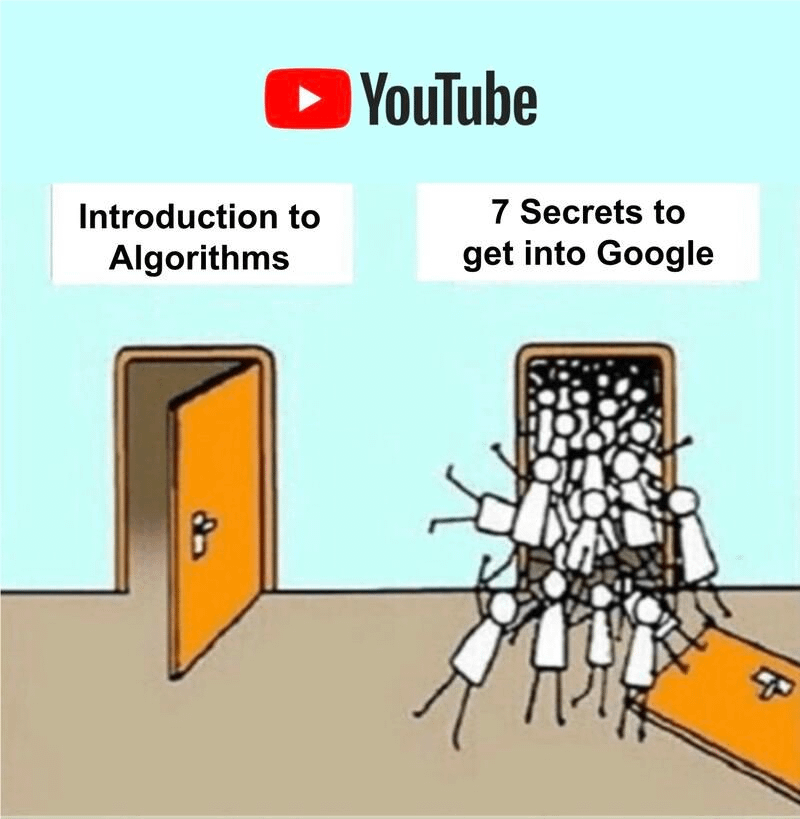 YouTube
Introduction to
Algorithms
7 Secrets to
get into Google